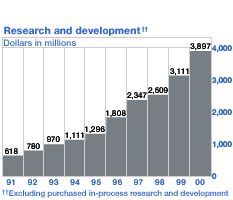 Research and development††
Dollars in millions
618 780 970 1,111 1,296 1,808 2,347 2,509 3,111 3,897
4,000
3,000
2,000
1,000
0
91 92 93 94 95 96 97 98 99 00
††Excluding purchased in-process research and development